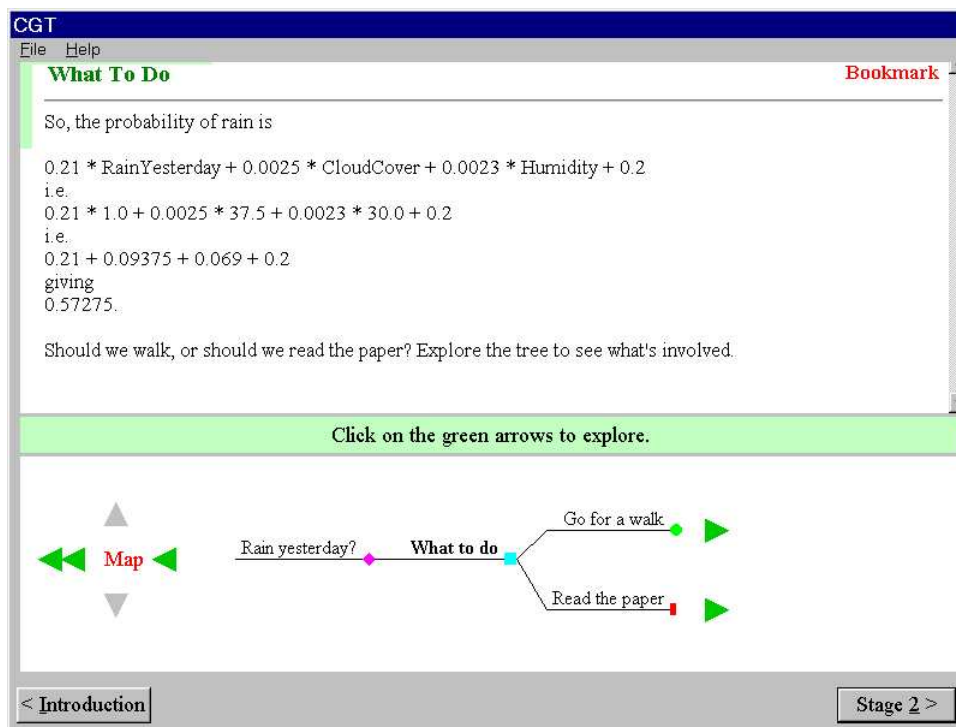 CGT
File Help
What To Do
Bookmark
So, the probability of rain is
0.21 * RainYesterday + 0.0025 * CloudCover + 0.0023 * Humidity + 0.2
i.e.
0.21 * 1.0 + 0.0025 * 37.5 + 0.0023 * 30.0 + 0.2
i.e.
0.21 + 0.09375 + 0.069 + 0.2
giving
0.57275.
Should we walk, or should we read the paper? Explore the tree to see what's involved.
Click on the green arrows to explore.
Go for a walk
Map
Rain yesterday?
What to do
Read the paper
< Introduction
Stage 2 >